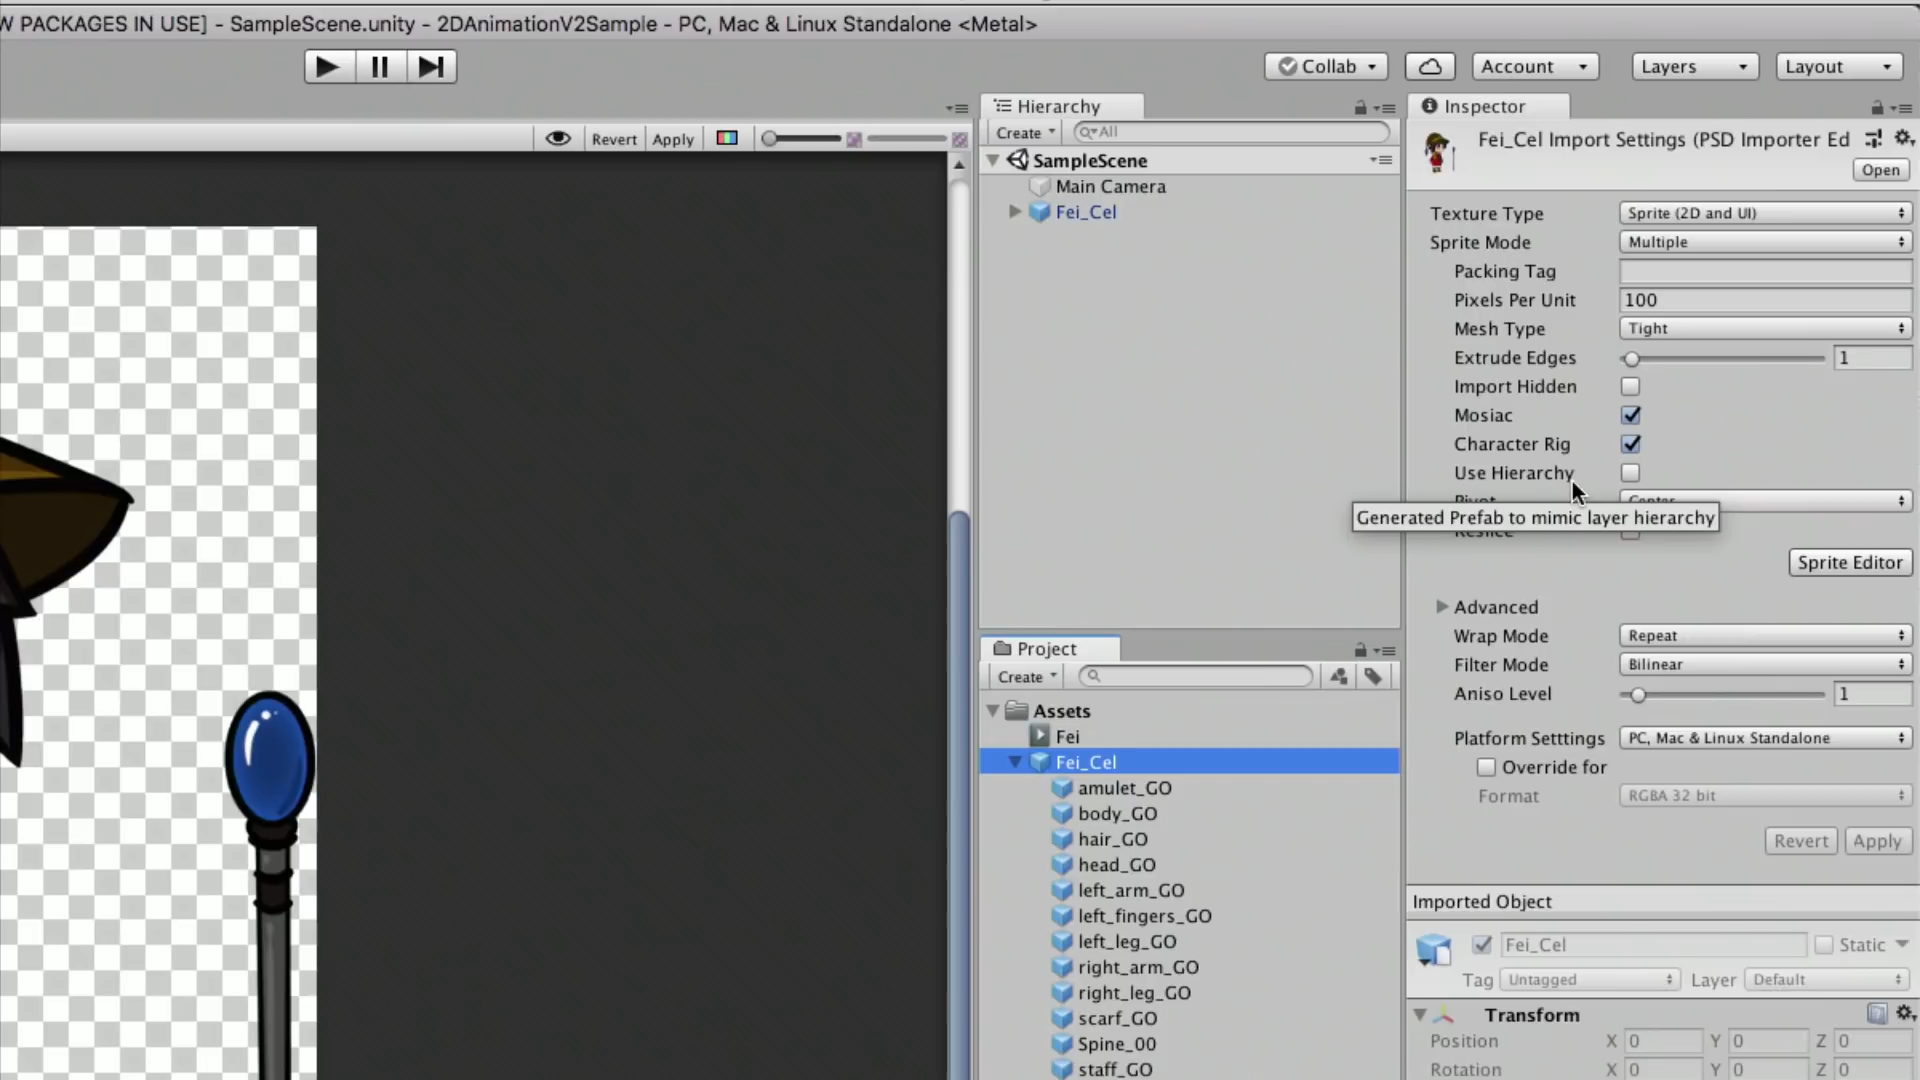 W PACKAGES IN USE] - SampleScene.unity - 2DAnimationV2Sample - PC, Mac & Linux Standalone <Metal>
Collab
Account
Layers
Layout
Revert
Apply
Hierarchy
Create
All
SampleScene
Main Camera
Fei_Cel
Project
Create
Assets
Fei
Fei_Cel
amulet_GO
body_GO
hair_GO
head_GO
left_arm_GO
left_fingers_GO
left_leg_GO
right_arm_GO
right_leg_GO
scarf_GO
Spine_00
staff_GO
Inspector
Fei_Cel Import Settings (PSD Importer Ed
Open
Texture Type Sprite (2D and UI)
Sprite Mode Multiple
Packing Tag
Pixels Per Unit 100
Mesh Type Tight
Extrude Edges 1
Import Hidden
Mosiac
Character Rig
Use Hierarchy
Pivot Center
Generated Prefab to mimic layer hierarchy
Reslice
Sprite Editor
Advanced
Wrap Mode Repeat
Filter Mode Bilinear
Aniso Level 1
Platform Setttings PC, Mac & Linux Standalone
Override for
Format RGBA 32 bit
Revert Apply
Imported Object
Fei_Cel Static
Tag Untagged Layer Default
Transform
Position X 0 Y 0 Z 0
Rotation X 0 Y 0 Z 0